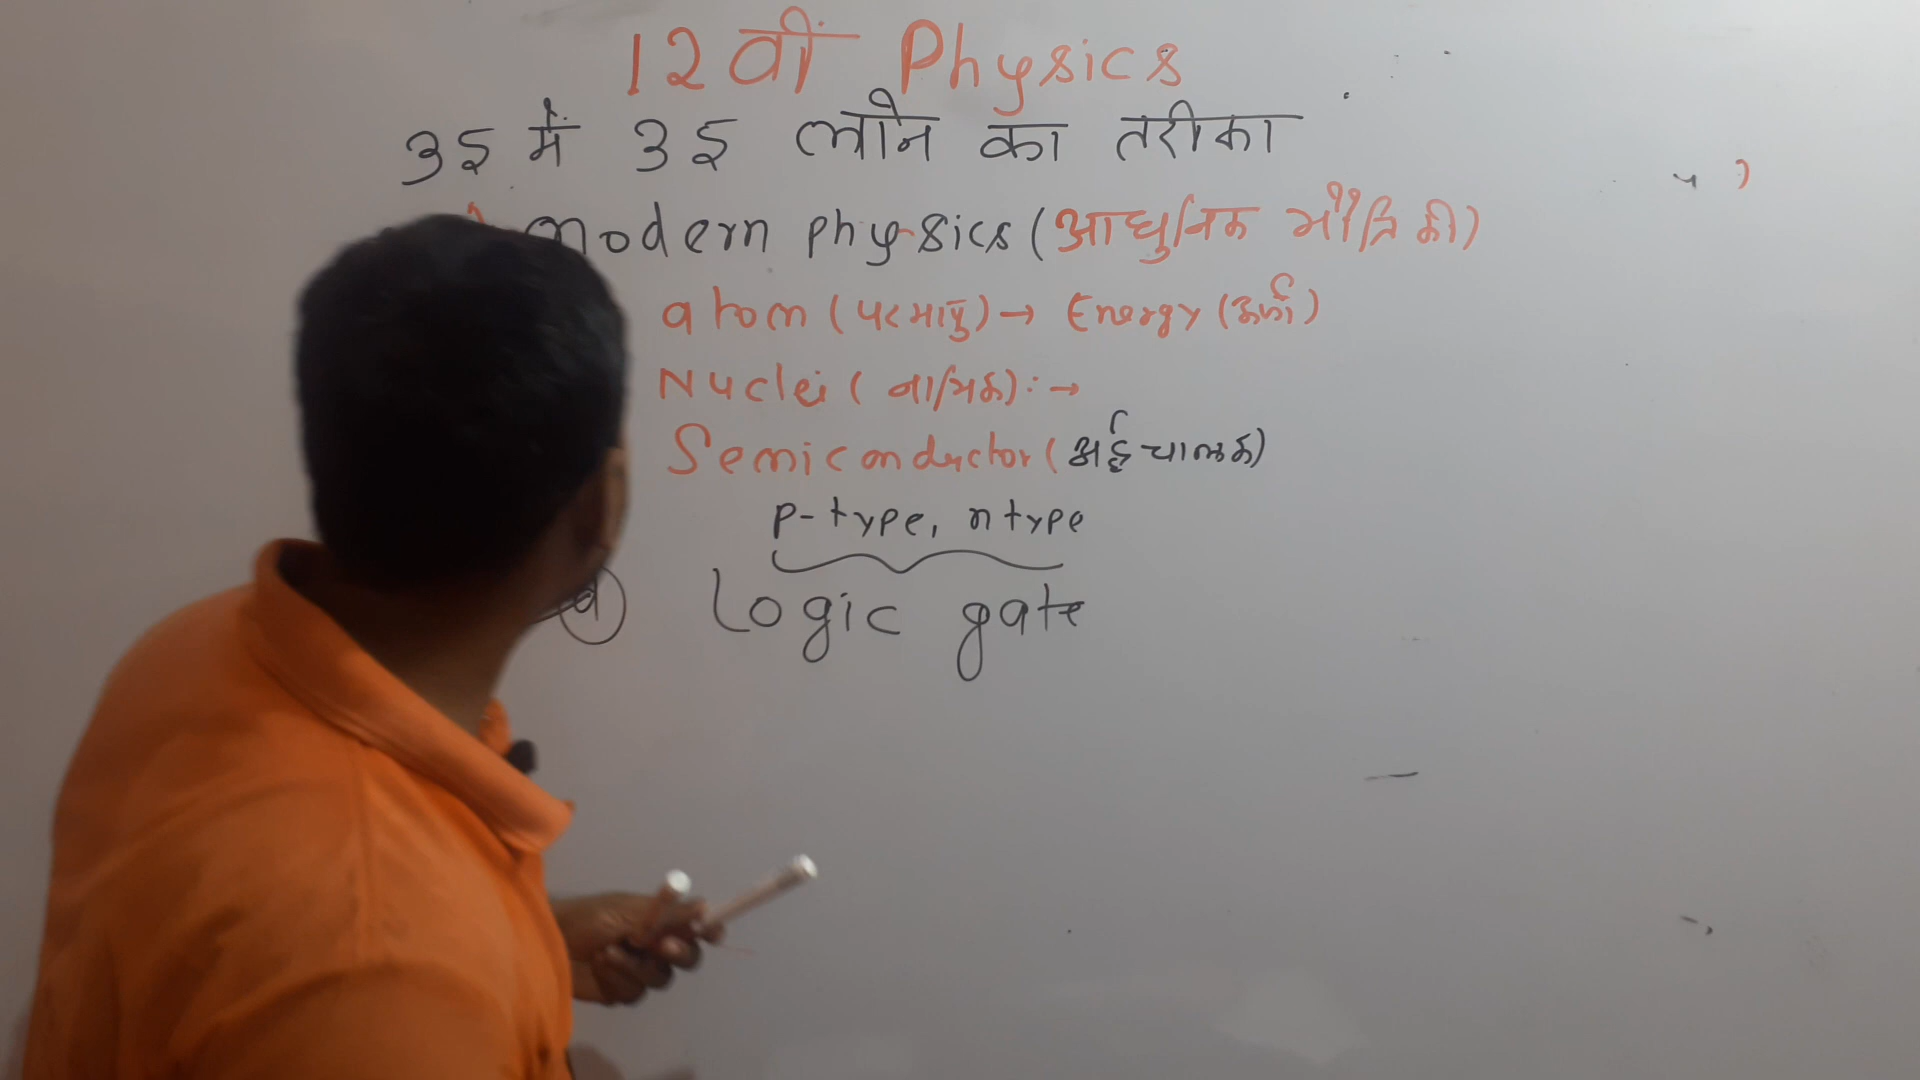 12वीं Physics
35 में 35 लाने का तरीका
modern physics (आधुनिक भौतिकी)
atom (परमाणु) → Energy (ऊर्जा)
Nuclei (नाभिक) : →
Semiconductor (अर्द्धचालक)
P-type, n type
Logic gate